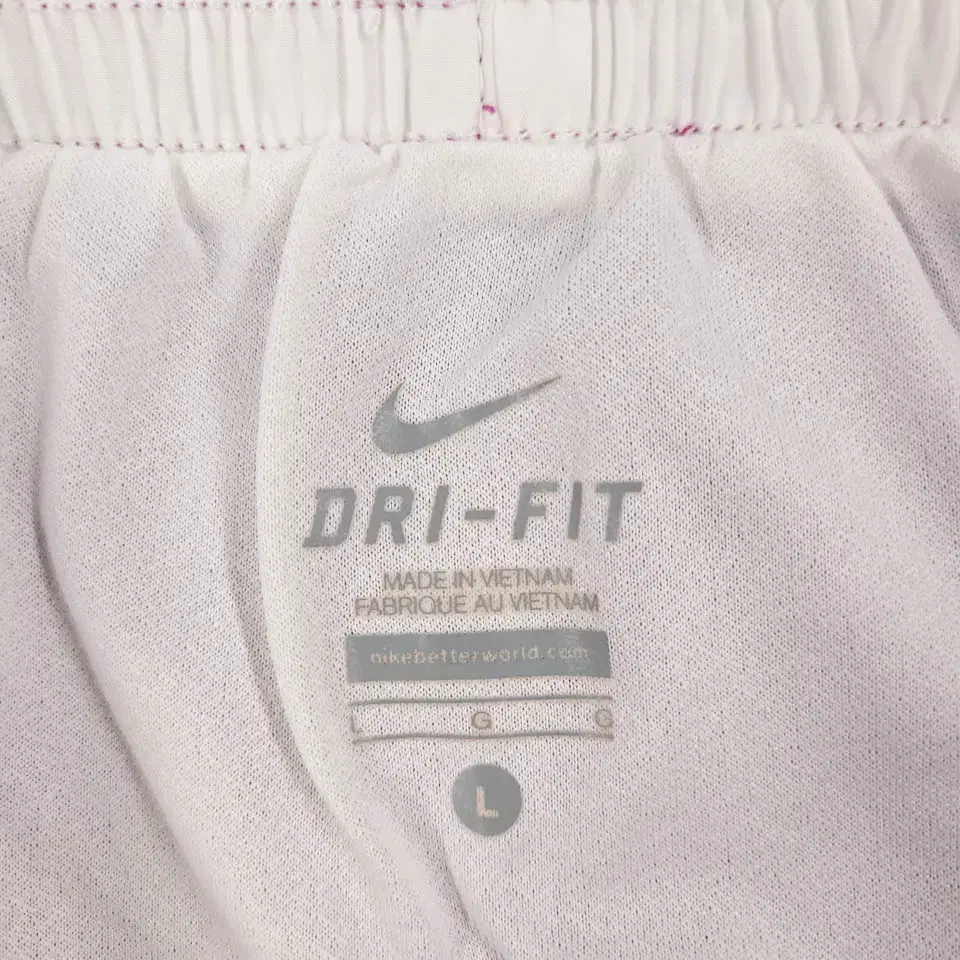 DRI-FIT
MADE IN VIETNAM
FABRIQUE AU VIETNAM
nikebetterworld.com
L G G
L